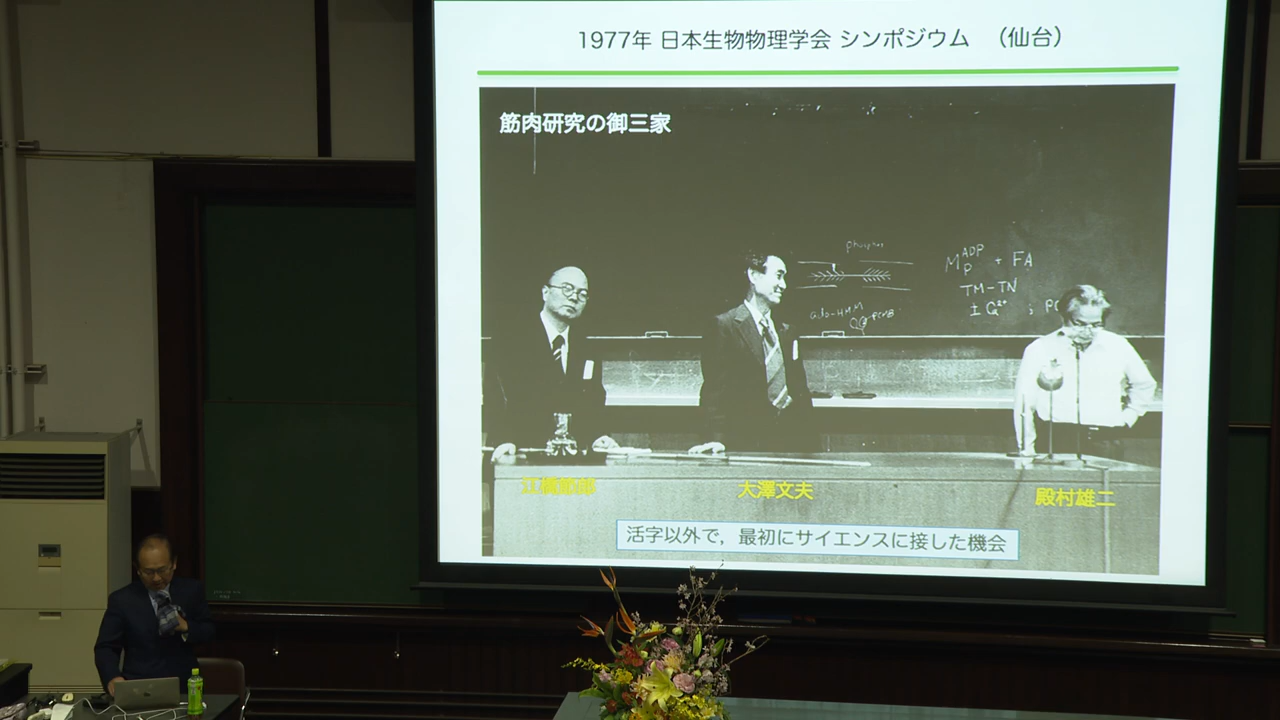 1977年 日本生物物理学会 シンポジウム （仙台）
筋肉研究の御三家
phosphor
M ADP P + FA
TM-TN
江橋節郎
大澤文夫
殿村雄二
活字以外で，最初にサイエンスに接した機会